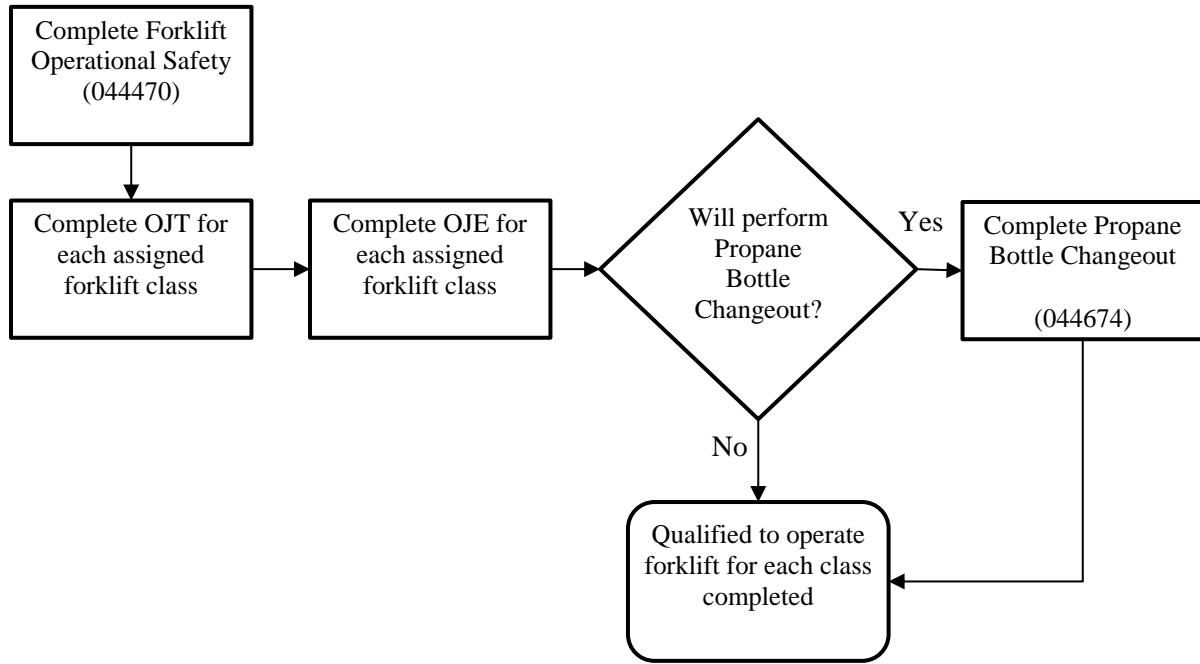 Complete Forklift
Operational Safety
(044470)
Complete OJT for
each assigned
forklift class
Complete OJE for
each assigned
forklift class
Will perform
Propane
Bottle
Changeout?
Yes
Complete Propane
Bottle Changeout
(044674)
No
Qualified to operate
forklift for each class
completed